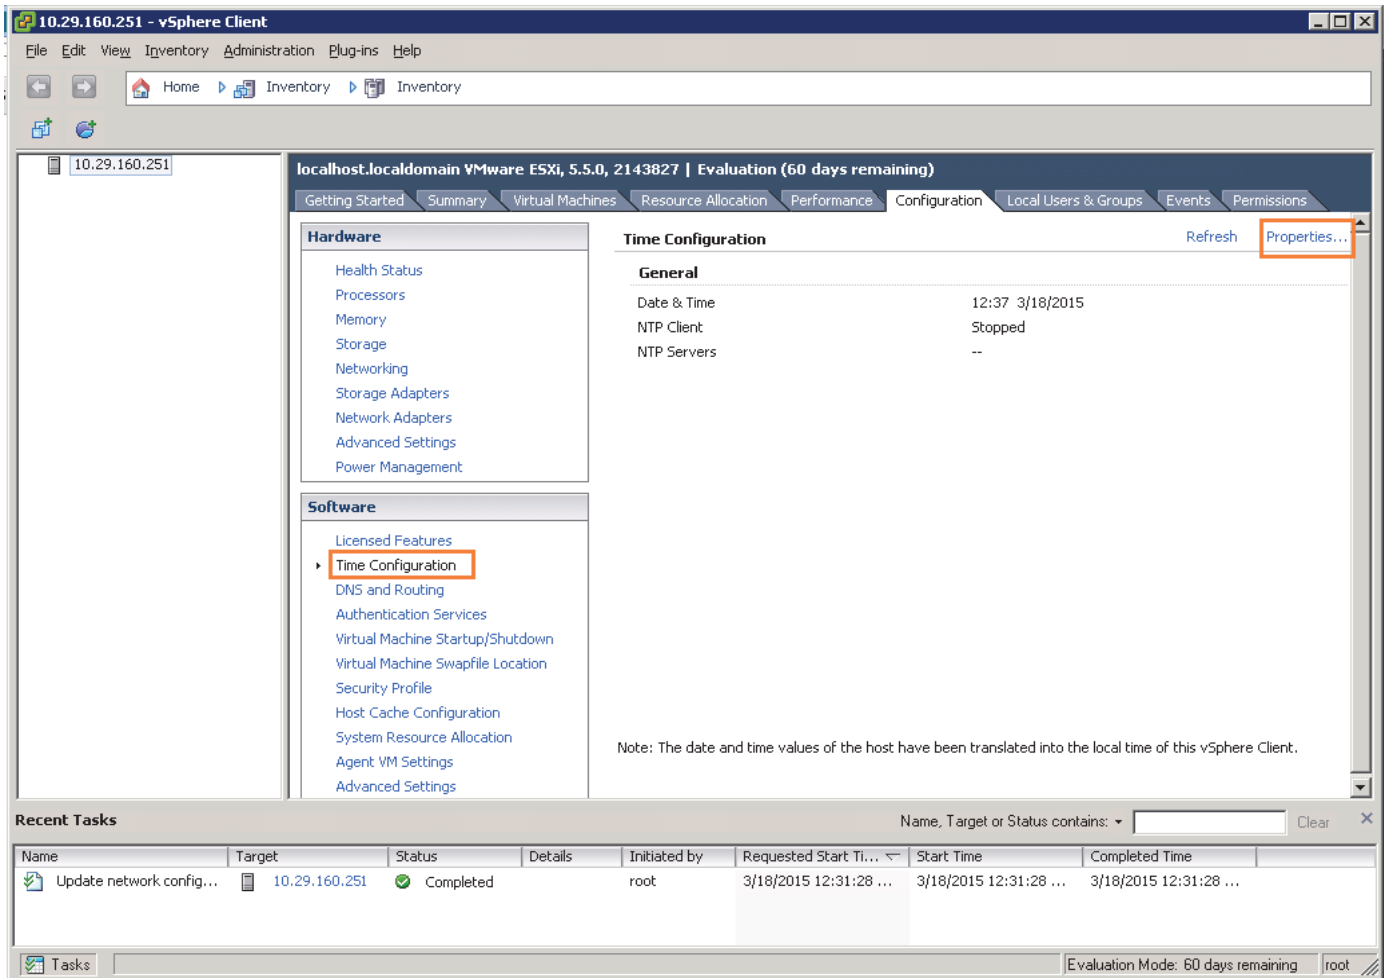 10.29.160.251 - vSphere Client
File Edit View Inventory Administration Plug-ins Help
Home Inventory Inventory
10.29.160.251
localhost.localdomain VMware ESXi, 5.5.0, 2143827 | Evaluation (60 days remaining)
Getting Started Summary Virtual Machines Resource Allocation Performance Configuration Local Users & Groups Events Permissions
Hardware
Health Status
Processors
Memory
Storage
Networking
Storage Adapters
Network Adapters
Advanced Settings
Power Management
Software
Licensed Features
Time Configuration
DNS and Routing
Authentication Services
Virtual Machine Startup/Shutdown
Virtual Machine Swapfile Location
Security Profile
Host Cache Configuration
System Resource Allocation
Agent VM Settings
Advanced Settings
Time Configuration Refresh Properties...
General
Date & Time 12:37 3/18/2015
NTP Client Stopped
NTP Servers --
Note: The date and time values of the host have been translated into the local time of this vSphere Client.
Recent Tasks Name, Target or Status contains: Clear
Name Target Status Details Initiated by Requested Start Ti... Start Time Completed Time
Update network config... 10.29.160.251 Completed root 3/18/2015 12:31:28 ... 3/18/2015 12:31:28 ... 3/18/2015 12:31:28 ...
Tasks Evaluation Mode: 60 days remaining root